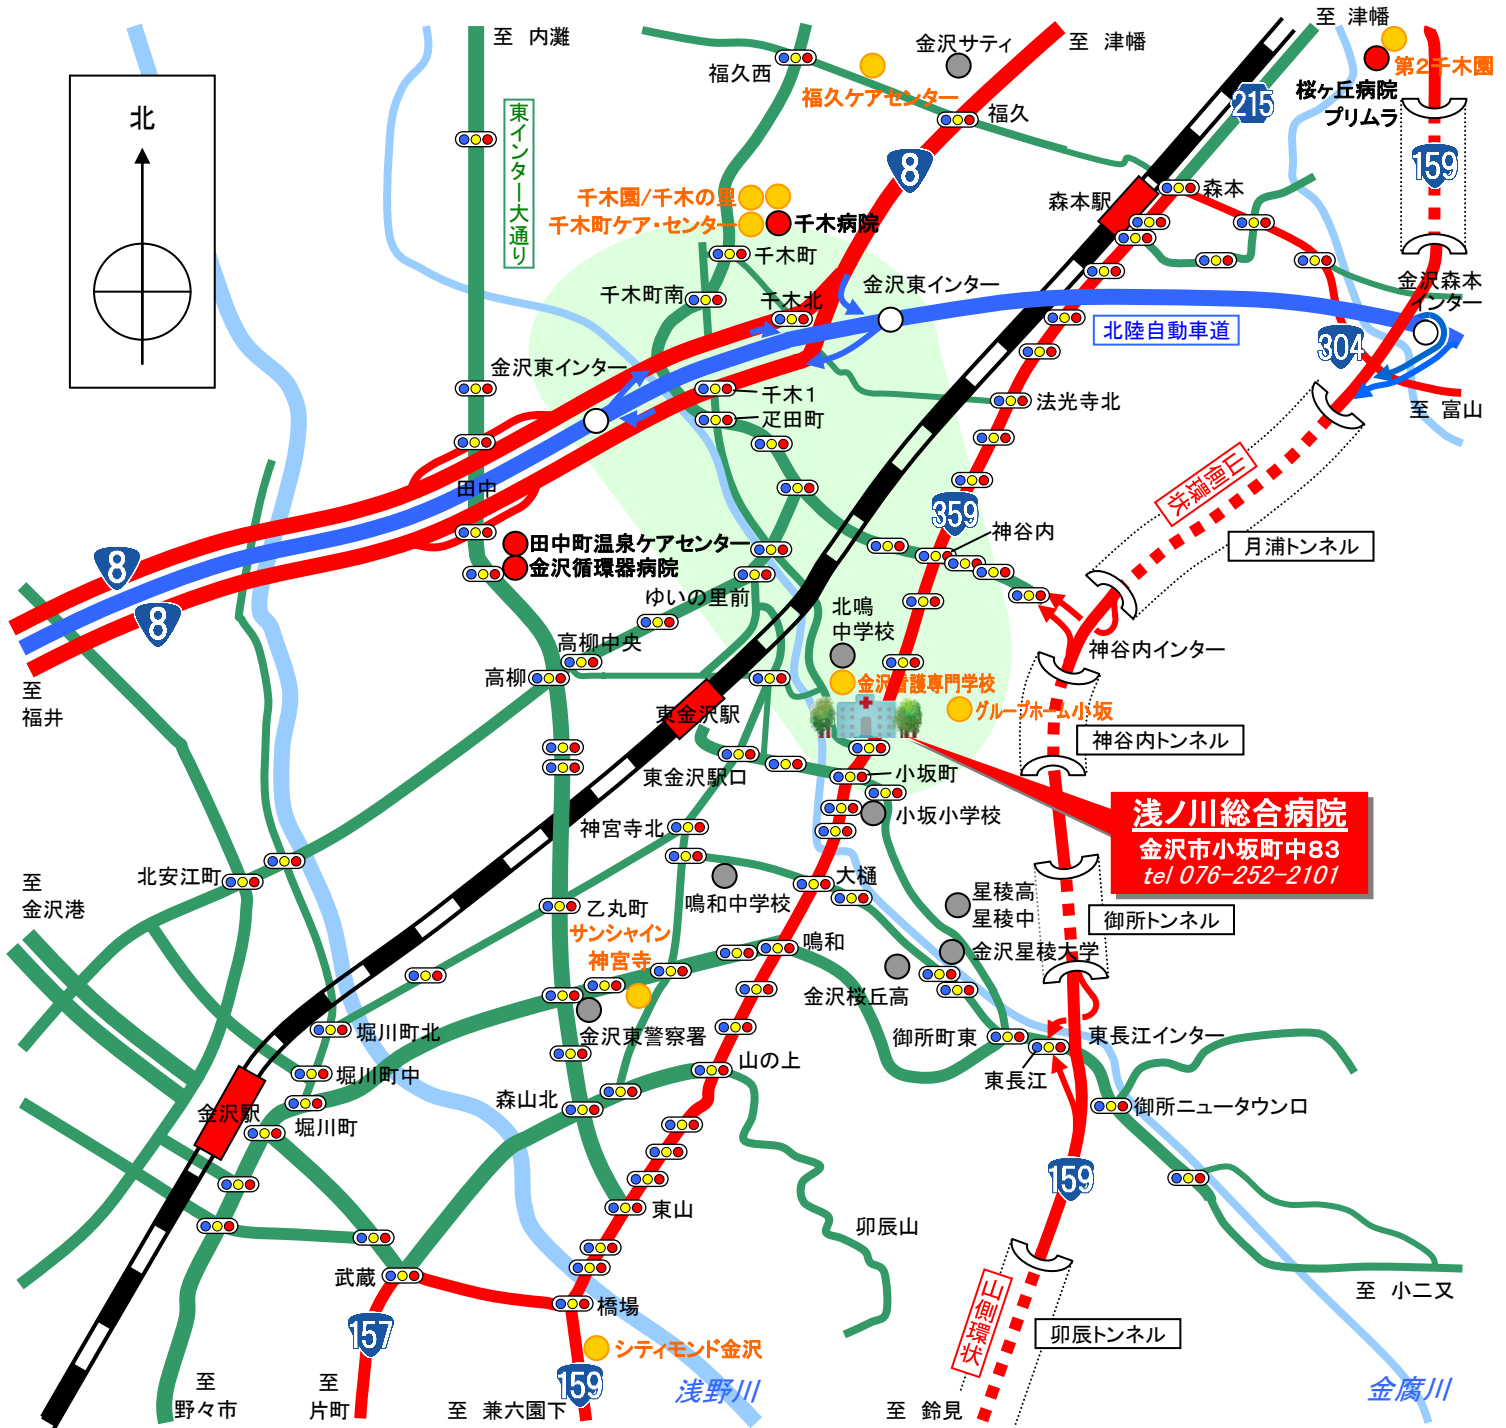 至 内灘
福久西
金沢サティ
至 津幡
至 津幡
第2千木園
桜ヶ丘病院
プリムラ
福久ケアセンター
福久
215
北
東インター大通り
8
159
千木園/千木の里
千木町ケア・センター
千木病院
森本駅
森本
千木町
千木町南
千木北
金沢東インター
金沢森本
インター
北陸自動車道
304
金沢東インター
千木1
疋田町
法光寺北
至 富山
山側環状
田中
359
神谷内
月浦トンネル
田中町温泉ケアセンター
金沢循環器病院
8
8
ゆいの里前
北鳴
中学校
高柳中央
高柳
神谷内インター
至
福井
金沢看護専門学校
グループホーム小坂
東金沢駅
神谷内トンネル
東金沢駅口
小坂町
浅ノ川総合病院
金沢市小坂町中83
tel 076-252-2101
小坂小学校
神宮寺北
北安江町
至
金沢港
大樋
鳴和中学校
星稜高
星稜中
御所トンネル
乙丸町
サンシャイン
神宮寺
鳴和
金沢星稜大学
金沢桜丘高
堀川町北
金沢東警察署
御所町東
東長江インター
東長江
山の上
堀川町中
森山北
御所ニュータウン口
金沢駅
堀川町
159
東山
卯辰山
武蔵
橋場
至 小二又
山側環状
卯辰トンネル
157
シティモンド金沢
159
浅野川
金腐川
至
野々市
至
片町
至 兼六園下
至 鈴見